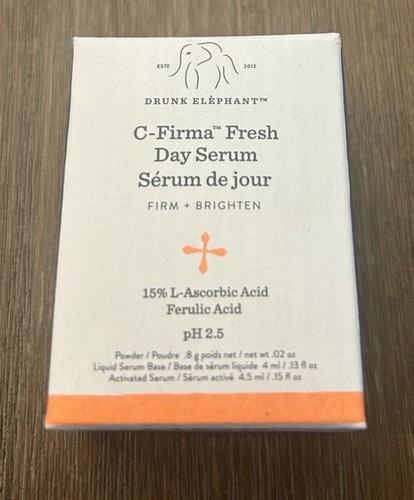 ESTD 2012
DRUNK ELEPHANT™
C-Firma™ Fresh
Day Serum
Sérum de jour
FIRM + BRIGHTEN
15% L-Ascorbic Acid
Ferulic Acid
pH 2.5
Powder / Poudre .8 g poids net / net wt .02 oz
Liquid Serum Base / Base de sérum liquide 4 ml / .13 fl oz
Activated Serum / Sérum activé 4.5 ml / .15 fl oz